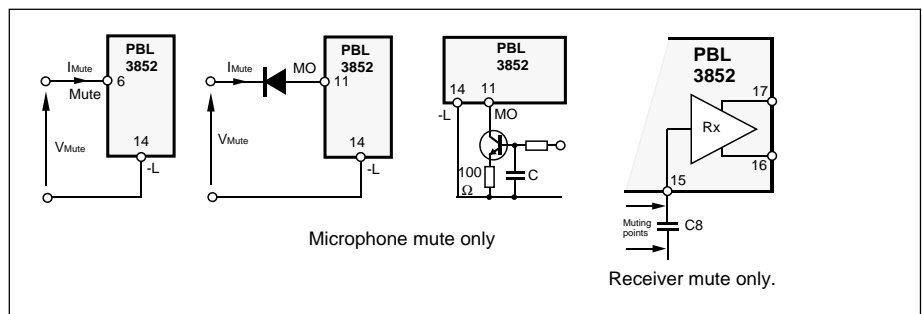 PBL
3852
IMute
6
Mute
VMute
14
-L
PBL
3852
IMute
MO
11
VMute
14
-L
PBL
3852
14
11
-L
MO
100
Ω
C
Microphone mute only
PBL
3852
17
Rx
16
15
Muting
points
C8
Receiver mute only.